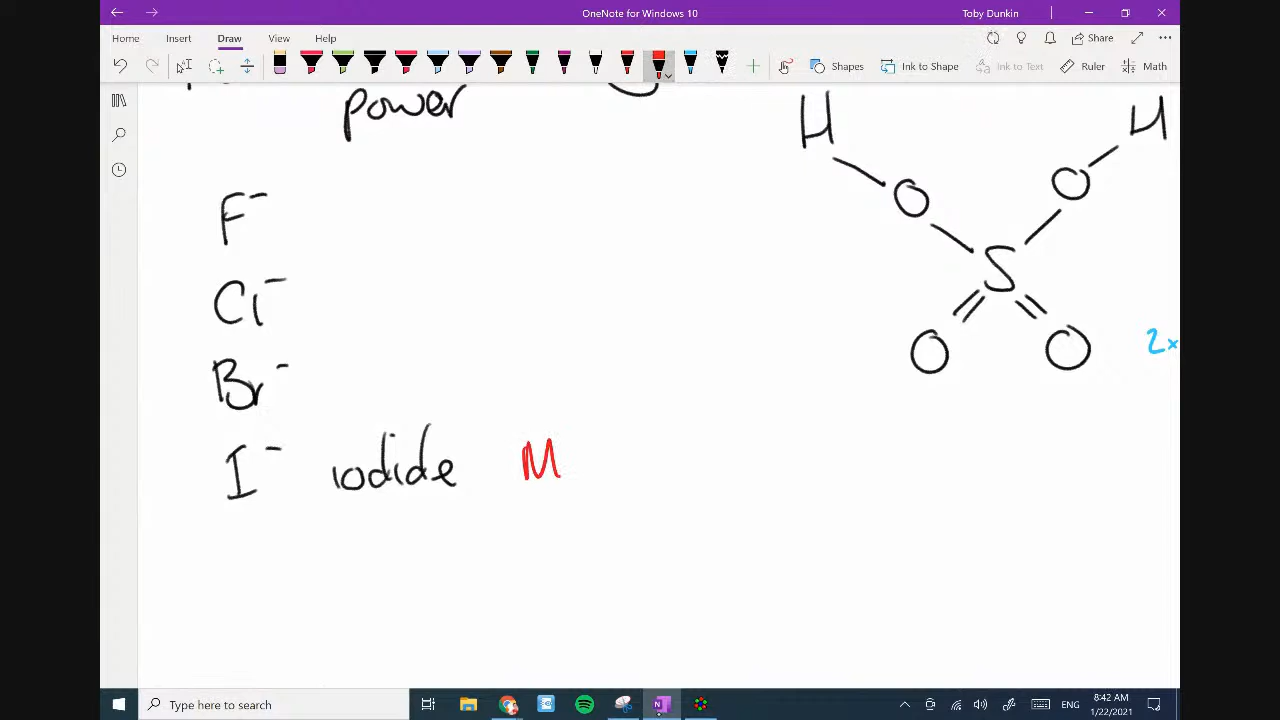 OneNote for Windows 10
Toby Dunkin
Home Insert Draw View Help
Share
Shapes Ink to Shape Ink to Text Ruler Math
power
H H
O O
S
O O
2x
F⁻
Cl⁻
Br⁻
I⁻ iodide M
Type here to search
ENG
8:42 AM
1/22/2021